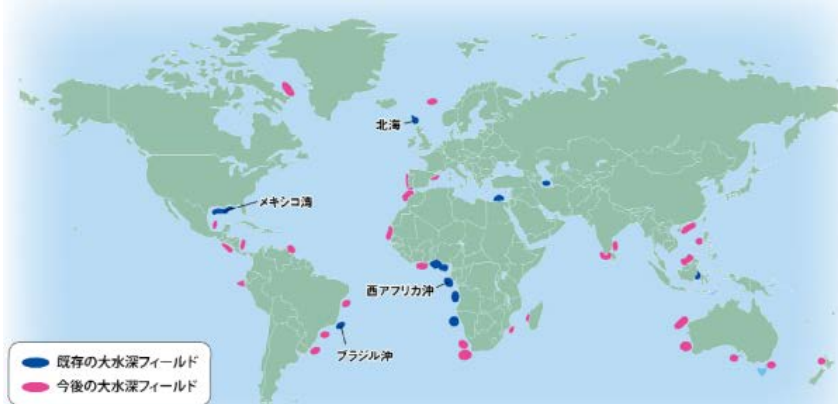 北海
メキシコ湾
西アフリカ沖
ブラジル沖
既存の大水深フィールド
今後の大水深フィールド